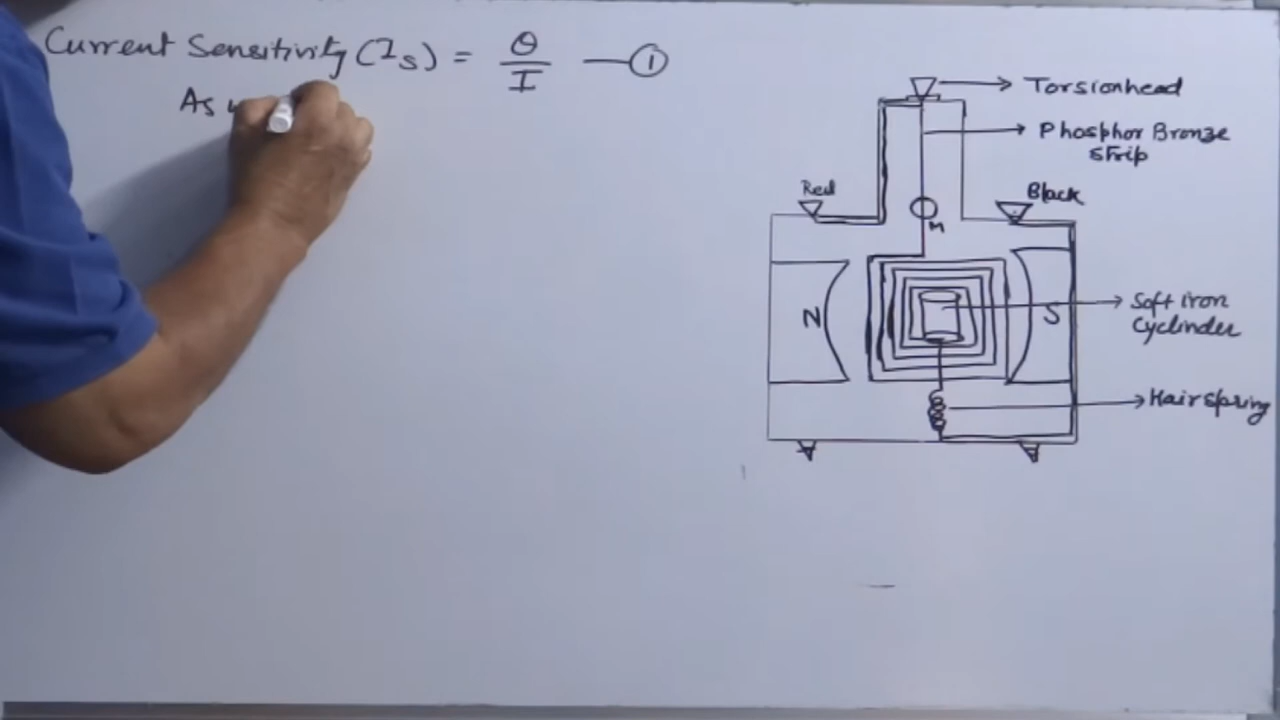 Current Sensitivity (Is) = θ/I —①
As
Torsionhead
Phosphor Bronze
strip
Red
Black
M
N
S
Soft iron
Cyclinder
Hairspring